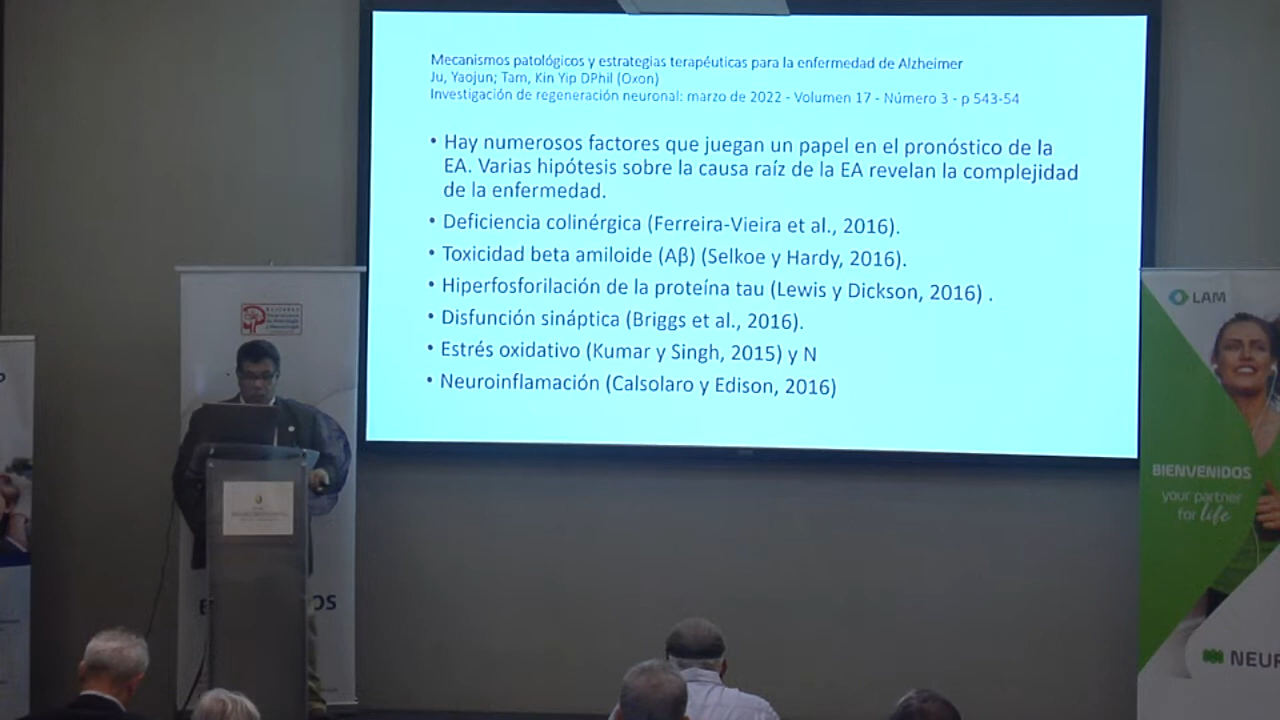 Mecanismos patológicos y estrategias terapéuticas para la enfermedad de Alzheimer
Ju, Yaojun; Tam, Kin Yip DPhil (Oxon)
Investigación de regeneración neuronal: marzo de 2022 - Volumen 17 - Número 3 - p 543-54
• Hay numerosos factores que juegan un papel en el pronóstico de la
EA. Varias hipótesis sobre la causa raíz de la EA revelan la complejidad
de la enfermedad.
• Deficiencia colinérgica (Ferreira-Vieira et al., 2016).
• Toxicidad beta amiloide (Aβ) (Selkoe y Hardy, 2016).
• Hiperfosforilación de la proteína tau (Lewis y Dickson, 2016) .
• Disfunción sináptica (Briggs et al., 2016).
• Estrés oxidativo (Kumar y Singh, 2015) y N
• Neuroinflamación (Calsolaro y Edison, 2016)
LAM
BIENVENIDOS
your partner
for life
NEUR
OS